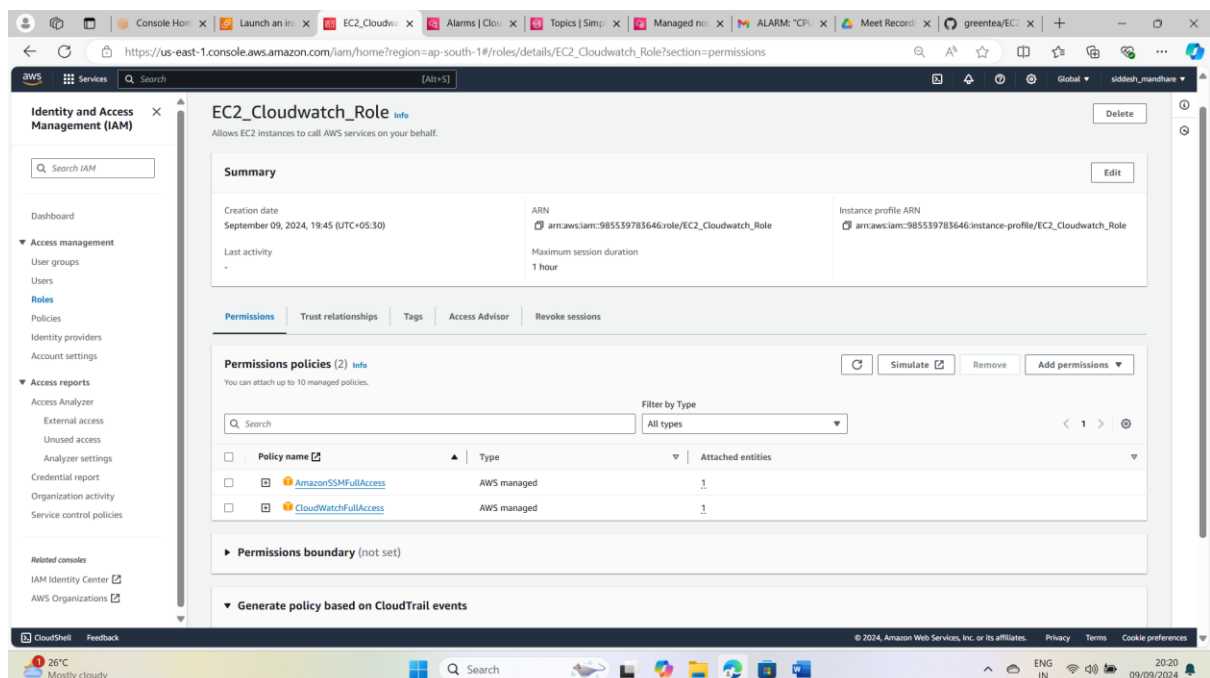 Console Hom
Launch an in
EC2_Cloudwa
Alarms | Clou
Topics | Simp
Managed no
ALARM: "CPU
Meet Record
greentea/EC2
https://us-east-1.console.aws.amazon.com/iam/home?region=ap-south-1#/roles/details/EC2_Cloudwatch_Role?section=permissions
aws
Services
Search
[Alt+S]
Global
siddesh_mandhare
Identity and Access
Management (IAM)
Search IAM
Dashboard
Access management
User groups
Users
Roles
Policies
Identity providers
Account settings
Access reports
Access Analyzer
External access
Unused access
Analyzer settings
Credential report
Organization activity
Service control policies
Related consoles
IAM Identity Center
AWS Organizations
EC2_Cloudwatch_Role Info
Delete
Allows EC2 instances to call AWS services on your behalf.
Summary
Edit
Creation date
September 09, 2024, 19:45 (UTC+05:30)
ARN
arn:aws:iam::985539783646:role/EC2_Cloudwatch_Role
Instance profile ARN
arn:aws:iam::985539783646:instance-profile/EC2_Cloudwatch_Role
Last activity
-
Maximum session duration
1 hour
Permissions
Trust relationships
Tags
Access Advisor
Revoke sessions
Permissions policies (2) Info
You can attach up to 10 managed policies.
Simulate
Remove
Add permissions
Filter by Type
Search
All types
1
Policy name
Type
Attached entities
AmazonSSMFullAccess
AWS managed
1
CloudWatchFullAccess
AWS managed
1
Permissions boundary (not set)
Generate policy based on CloudTrail events
CloudShell
Feedback
© 2024, Amazon Web Services, Inc. or its affiliates.
Privacy
Terms
Cookie preferences
1
26°C
Mostly cloudy
Search
ENG
IN
20:20
09/09/2024